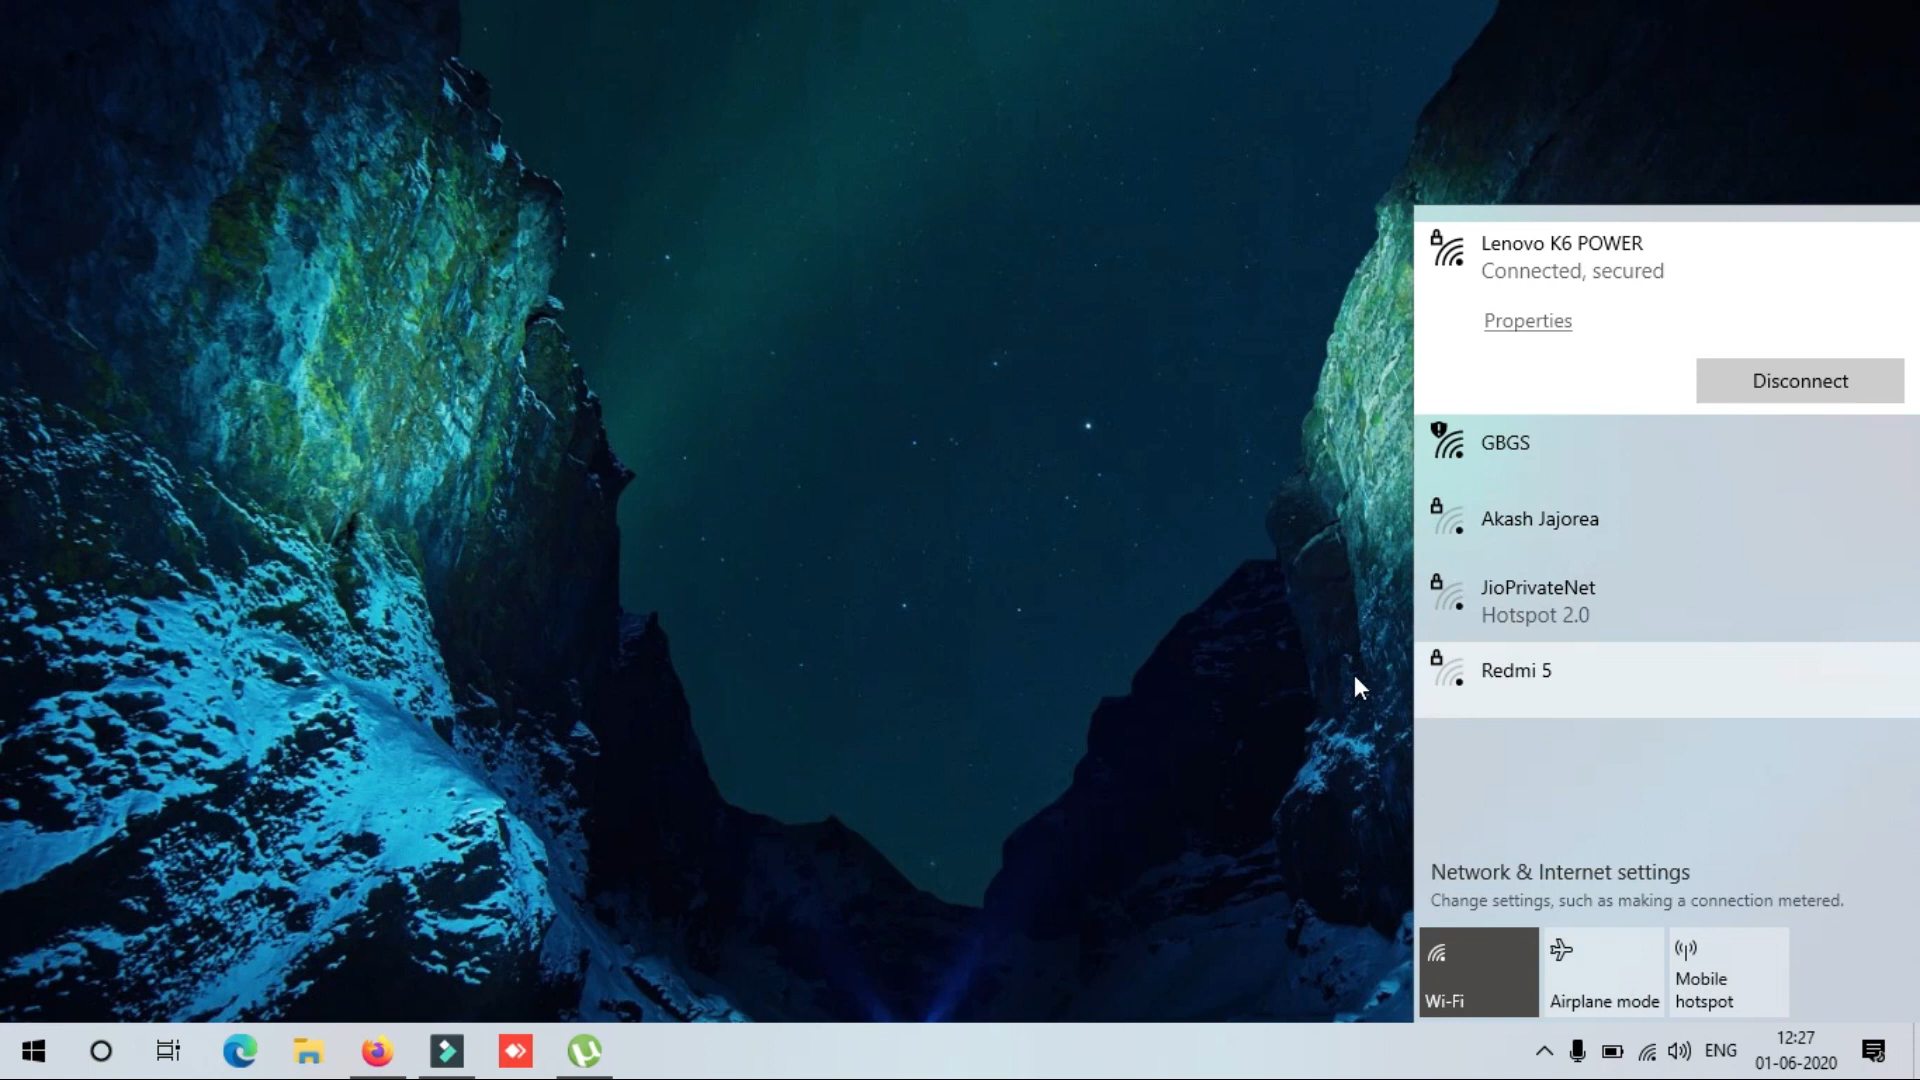 Lenovo K6 POWER
Connected, secured
Properties
Disconnect
GBGS
Akash Jajorea
JioPrivateNet
Hotspot 2.0
Redmi 5
Network & Internet settings
Change settings, such as making a connection metered.
Wi-Fi
Airplane mode
Mobile
hotspot
ENG
12:27
01-06-2020